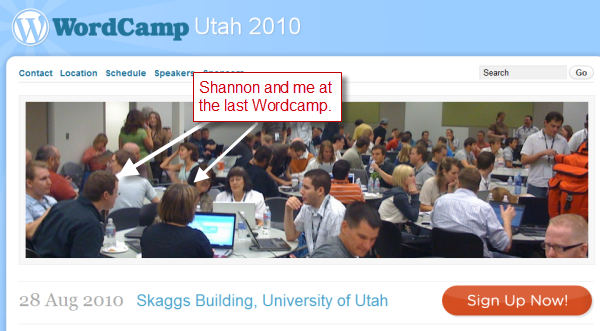 WordCamp Utah 2010
Contact Location Schedule Speakers
Search Go
Shannon and me at
the last Wordcamp.
28 Aug 2010 Skaggs Building, University of Utah
Sign Up Now!